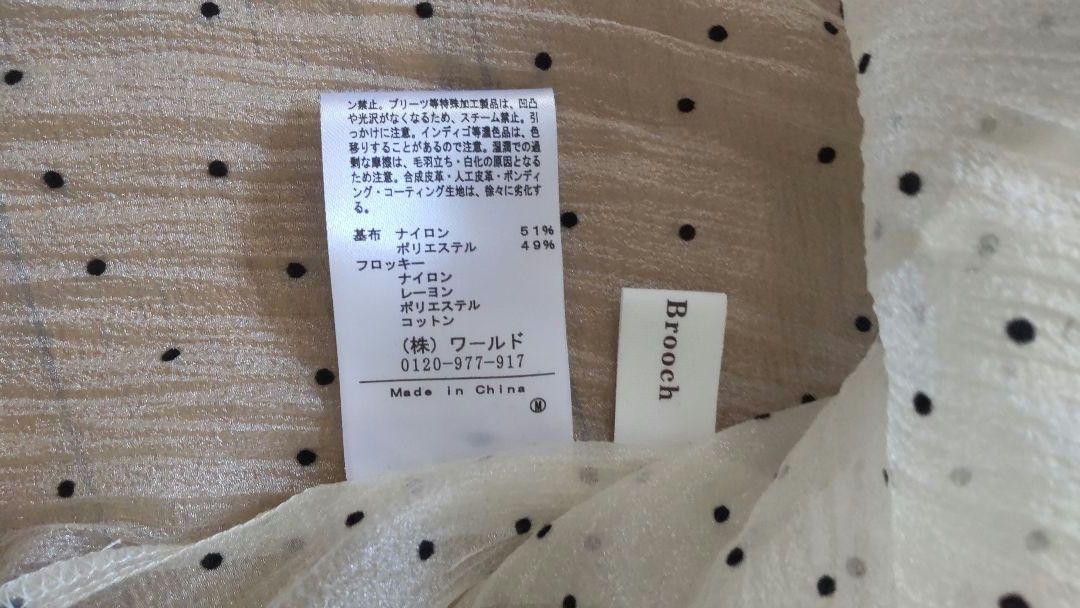 ン禁止。プリーツ等特殊加工製品は、凹凸
や光沢がなくなるため、スチーム禁止。引
っかけに注意。インディゴ等濃色品は、色
移りすることがあるので注意。湿潤での過
剰な摩擦は、毛羽立ち・白化の原因となる
ため注意。合成皮革・人工皮革・ボンディ
ング・コーティング生地は、徐々に劣化す
る。
基布 ナイロン 51%
ポリエステル 49%
フロッキー
ナイロン
レーヨン
ポリエステル
コットン
(株)ワールド
0120-977-917
Made in China
Ⓜ
Brooch